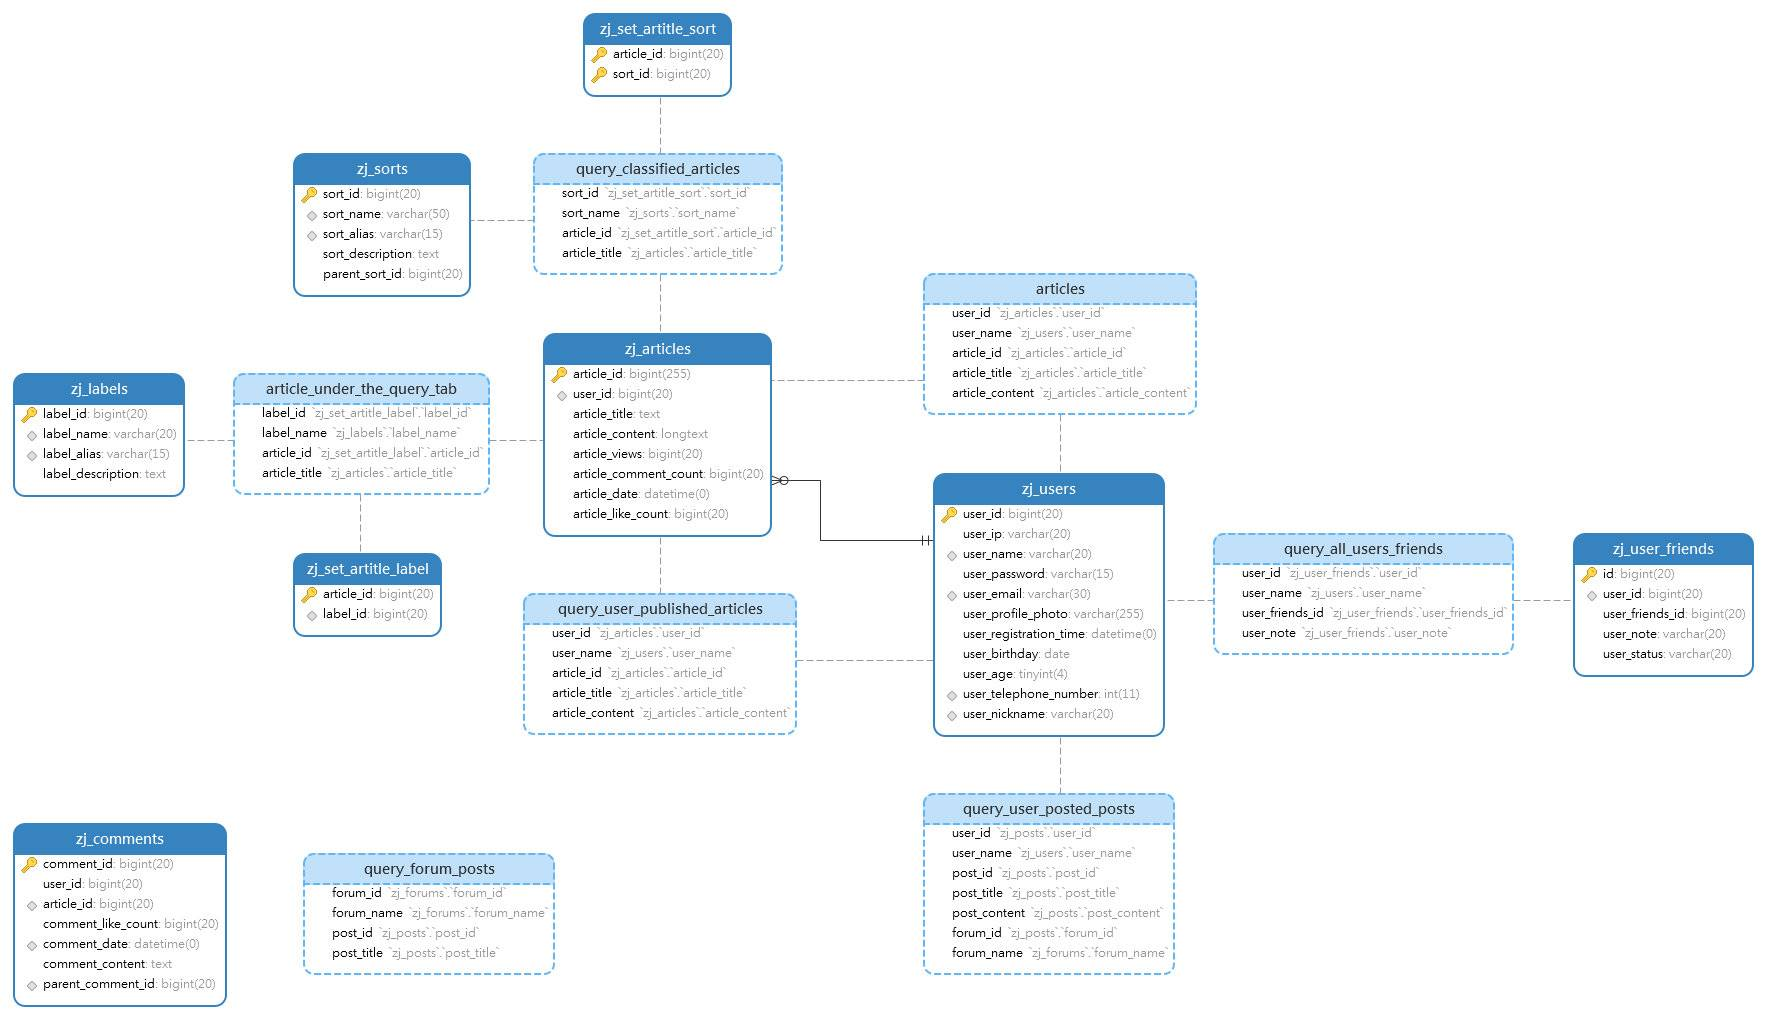 zj_set_artitle_sort
article_id: bigint(20)
sort_id: bigint(20)
zj_sorts
sort_id: bigint(20)
sort_name: varchar(50)
sort_alias: varchar(15)
sort_description: text
parent_sort_id: bigint(20)
query_classified_articles
sort_id `zj_set_artitle_sort`.`sort_id`
sort_name `zj_sorts`.`sort_name`
article_id `zj_set_artitle_sort`.`article_id`
article_title `zj_articles`.`article_title`
articles
user_id `zj_articles`.`user_id`
user_name `zj_users`.`user_name`
article_id `zj_articles`.`article_id`
article_title `zj_articles`.`article_title`
article_content `zj_articles`.`article_content`
zj_labels
label_id: bigint(20)
label_name: varchar(20)
label_alias: varchar(15)
label_description: text
article_under_the_query_tab
label_id `zj_set_artitle_label`.`label_id`
label_name `zj_labels`.`label_name`
article_id `zj_set_artitle_label`.`article_id`
article_title `zj_articles`.`article_title`
zj_articles
article_id: bigint(255)
user_id: bigint(20)
article_title: text
article_content: longtext
article_views: bigint(20)
article_comment_count: bigint(20)
article_date: datetime(0)
article_like_count: bigint(20)
zj_set_artitle_label
article_id: bigint(20)
label_id: bigint(20)
query_user_published_articles
user_id `zj_articles`.`user_id`
user_name `zj_users`.`user_name`
article_id `zj_articles`.`article_id`
article_title `zj_articles`.`article_title`
article_content `zj_articles`.`article_content`
zj_users
user_id: bigint(20)
user_ip: varchar(20)
user_name: varchar(20)
user_password: varchar(15)
user_email: varchar(30)
user_profile_photo: varchar(255)
user_registration_time: datetime(0)
user_birthday: date
user_age: tinyint(4)
user_telephone_number: int(11)
user_nickname: varchar(20)
query_all_users_friends
user_id `zj_user_friends`.`user_id`
user_name `zj_users`.`user_name`
user_friends_id `zj_user_friends`.`user_friends_id`
user_note `zj_user_friends`.`user_note`
zj_user_friends
id: bigint(20)
user_id: bigint(20)
user_friends_id: bigint(20)
user_note: varchar(20)
user_status: varchar(20)
zj_comments
comment_id: bigint(20)
user_id: bigint(20)
article_id: bigint(20)
comment_like_count: bigint(20)
comment_date: datetime(0)
comment_content: text
parent_comment_id: bigint(20)
query_forum_posts
forum_id `zj_forums`.`forum_id`
forum_name `zj_forums`.`forum_name`
post_id `zj_posts`.`post_id`
post_title `zj_posts`.`post_title`
query_user_posted_posts
user_id `zj_posts`.`user_id`
user_name `zj_users`.`user_name`
post_id `zj_posts`.`post_id`
post_title `zj_posts`.`post_title`
post_content `zj_posts`.`post_content`
forum_id `zj_posts`.`forum_id`
forum_name `zj_forums`.`forum_name`